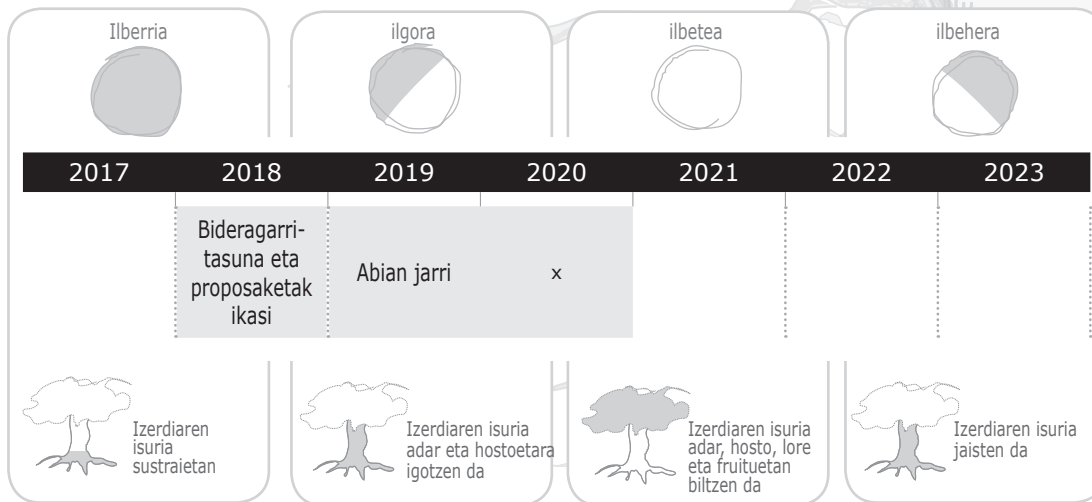 Ilberria
ilgora
ilbetea
ilbehera
2017 2018 2019 2020 2021 2022 2023
Bideragarri-
tasuna eta
proposaketak
ikasi
Abian jarri
x
Izerdiaren
isuria
sustraietan
Izerdiaren isuria
adar eta hostoetara
igotzen da
Izerdiaren isuria
adar, hosto, lore
eta fruituetan
biltzen da
Izerdiaren isuria
jaisten da